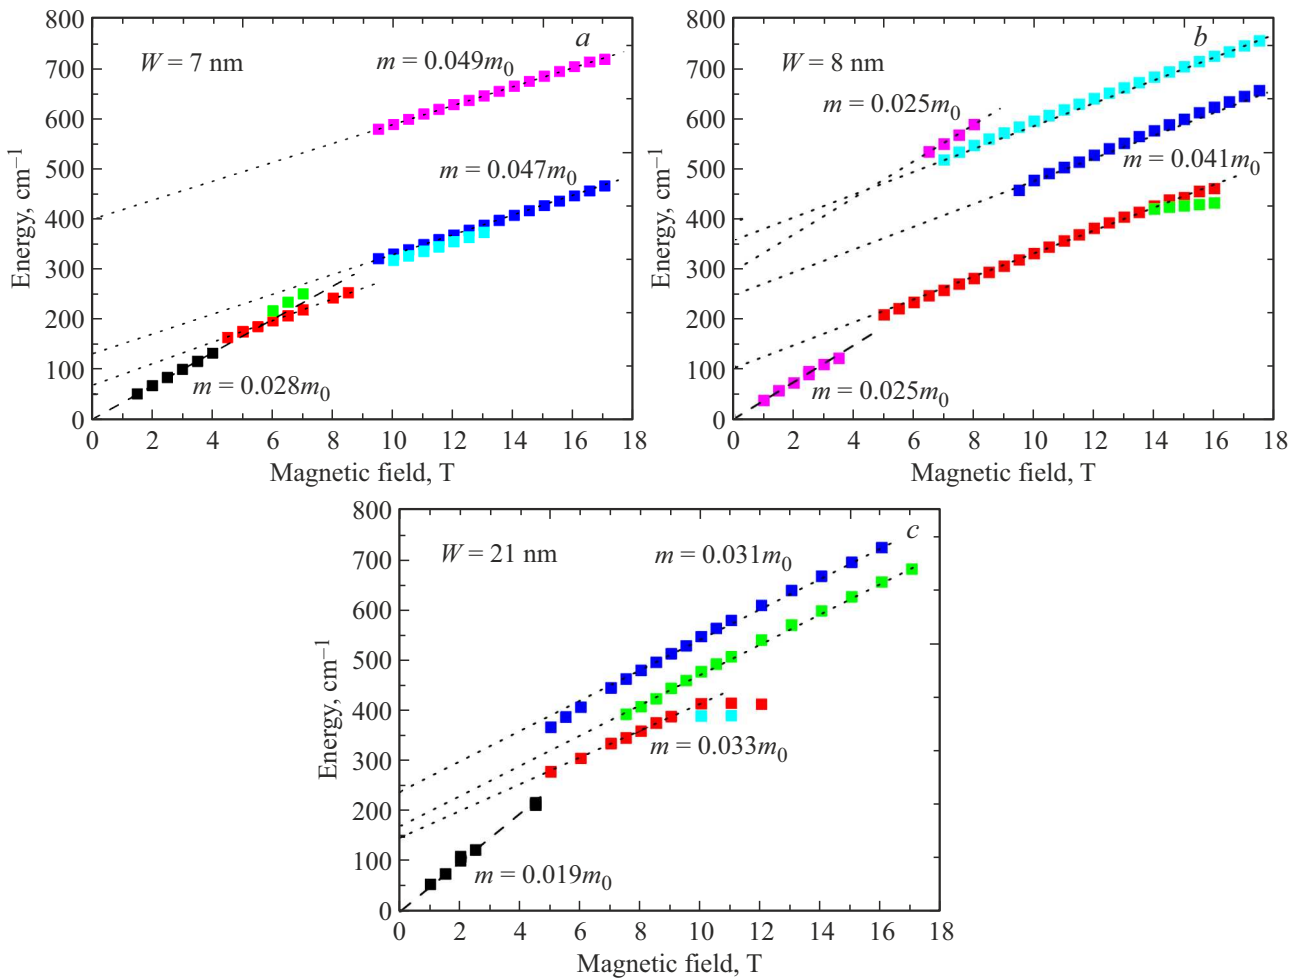 800
700
600
500
400
300
200
100
0
Energy, cm⁻¹
W = 7 nm
a
m = 0.049m₀
m = 0.047m₀
m = 0.028m₀
0 2 4 6 8 10 12 14 16 18
Magnetic field, T
800
700
600
500
400
300
200
100
0
Energy, cm⁻¹
W = 8 nm
b
m = 0.025m₀
m = 0.041m₀
m = 0.025m₀
0 2 4 6 8 10 12 14 16 18
Magnetic field, T
800
700
600
500
400
300
200
100
0
Energy, cm⁻¹
W = 21 nm
m = 0.031m₀
c
m = 0.033m₀
m = 0.019m₀
0 2 4 6 8 10 12 14 16 18
Magnetic field, T